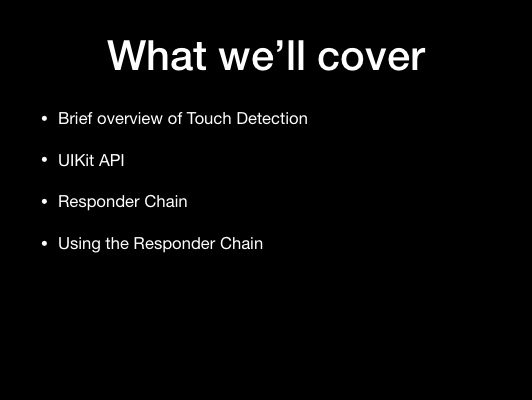 What we’ll cover
• Brief overview of Touch Detection
• UIKit API
• Responder Chain
• Using the Responder Chain